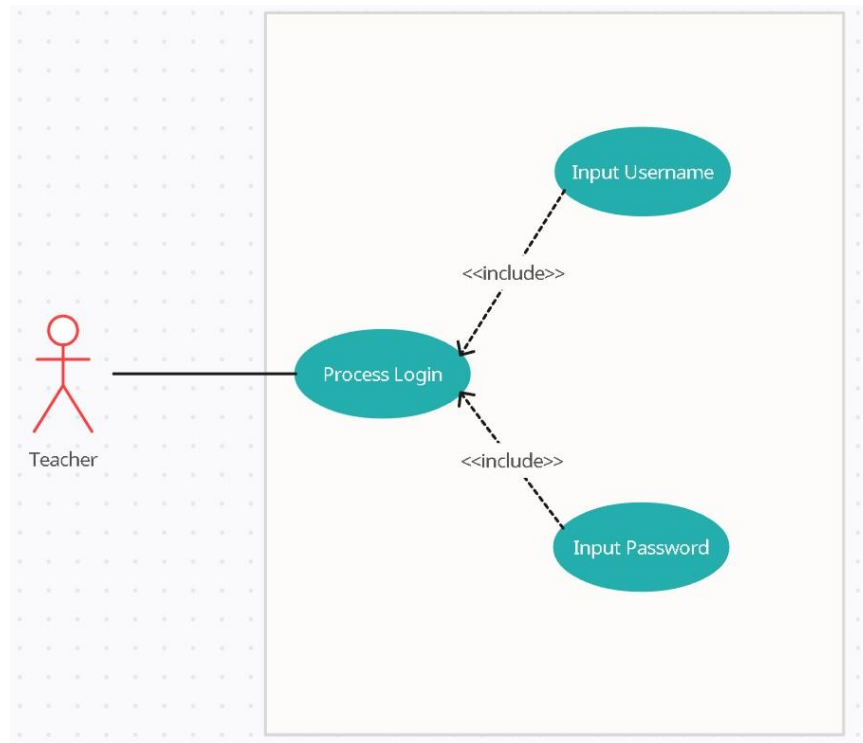 Input Username
<<include>>
Process Login
Teacher
<<include>>
Input Password